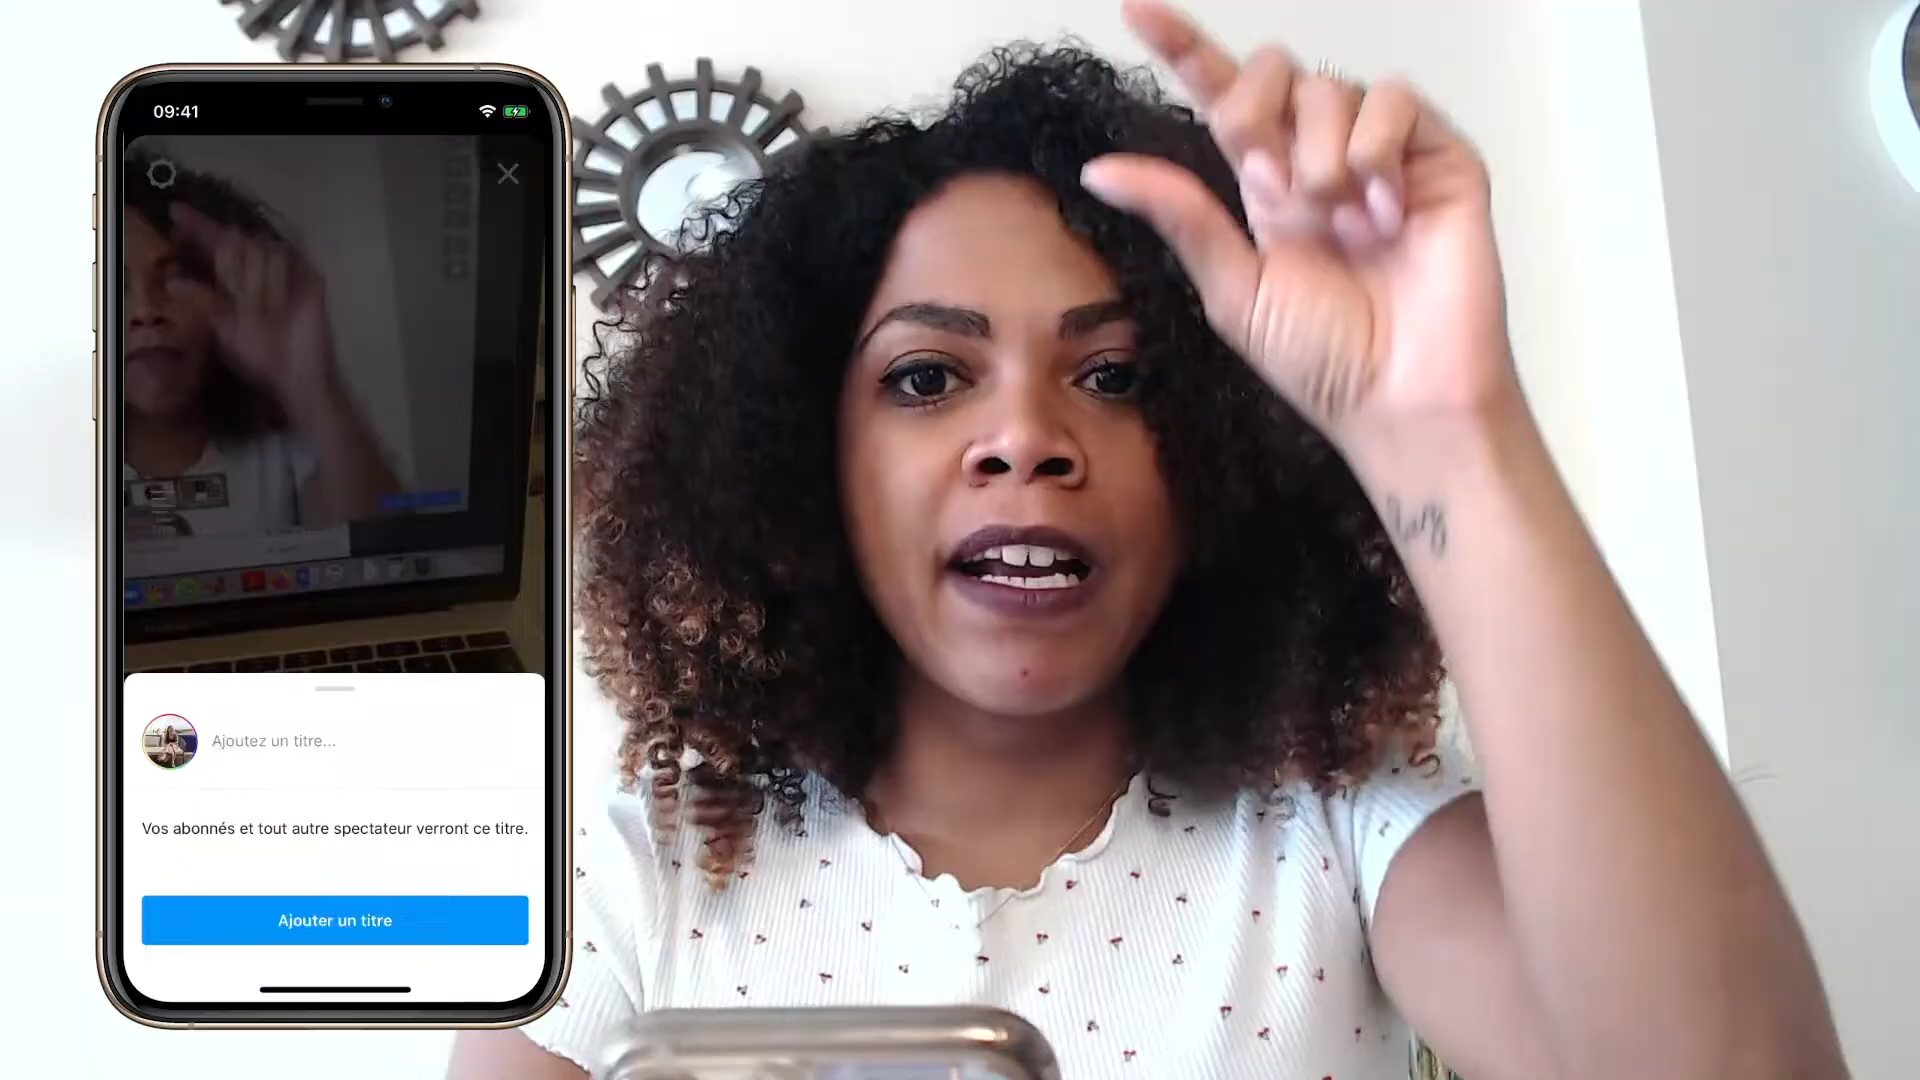 09:41
Ajoutez un titre...
Vos abonnés et tout autre spectateur verront ce titre.
Ajouter un titre